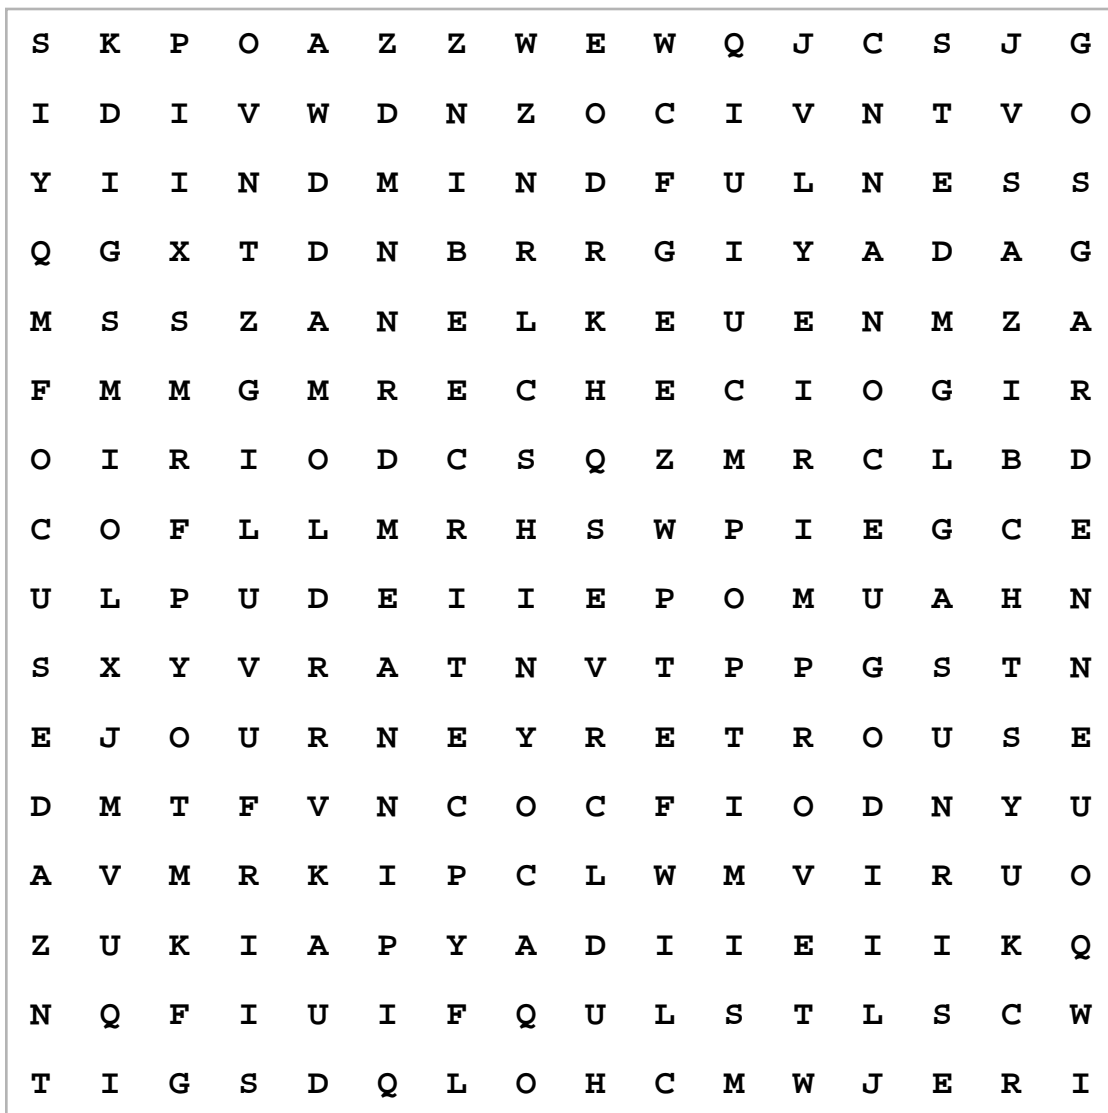 S K P O A Z Z W E W Q J C S J G
I D I V W D N Z O C I V N T V O
Y I I N D M I N D F U L N E S S
Q G X T D N B R R G I Y A D A G
M S S Z A N E L K E U E N M Z A
F M M G M R E C H E C I O G I R
O I R I O D C S Q Z M R C L B D
C O F L L M R H S W P I E G C E
U L P U D E I I E P O M U A H N
S X Y V R A T N V T P P G S T N
E J O U R N E Y R E T R O U S E
D M T F V N C O C F I O D N Y U
A V M R K I P C L W M V I R U O
Z U K I A P Y A D I I E I I K Q
N Q F I U I F Q U L S T L S C W
T I G S D Q L O H C M W J E R I